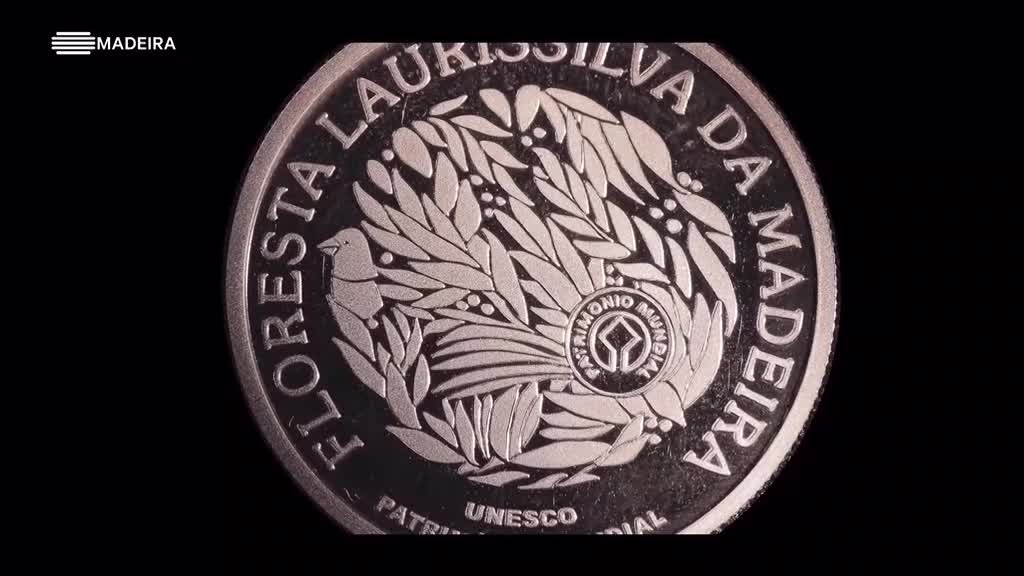 MADEIRA
FLORESTA LAURISSILVA DA MADEIRA
PATRIMONIO MUNDIAL
UNESCO